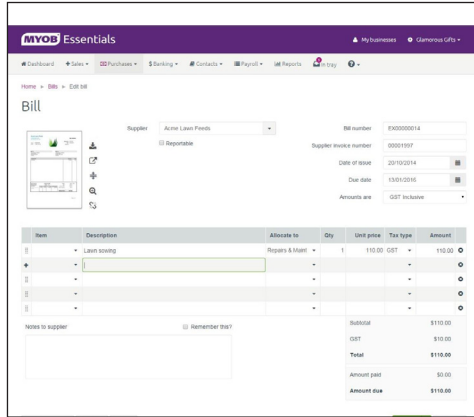 MYOB Essentials
My businesses Glamorous Gifts
Dashboard Sales Purchases Banking Contacts Payroll Reports In tray
Home > Bills > Edit bill
Bill
Supplier Acme Lawn Feeds
Reportable
Bill number EX00000014
Supplier invoice number 00001997
Date of issue 20/10/2014
Due date 13/01/2016
Amounts are GST Inclusive
Item Description Allocate to Qty Unit price Tax type Amount
Lawn sowing Repairs & Maint 1 110.00 GST 110.00
Notes to supplier Remember this?
Subtotal $110.00
GST $10.00
Total $110.00
Amount paid $0.00
Amount due $110.00